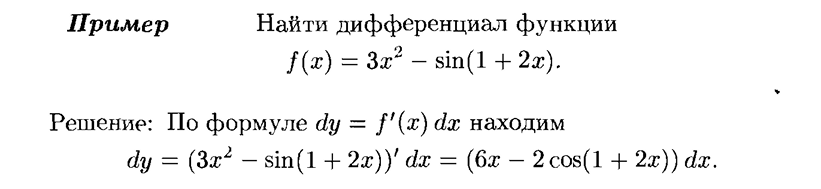 Пример Найти дифференциал функции
f(x) = 3x² − sin(1 + 2x).
Решение: По формуле dy = f′(x) dx находим
dy = (3x² − sin(1 + 2x))′ dx = (6x − 2 cos(1 + 2x)) dx.